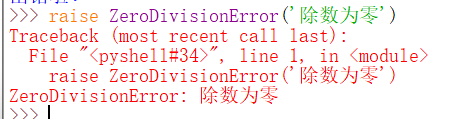 >>> raise ZeroDivisionError('除数为零')
Traceback (most recent call last):
  File "<pyshell#34>", line 1, in <module>
    raise ZeroDivisionError('除数为零')
ZeroDivisionError: 除数为零
>>>